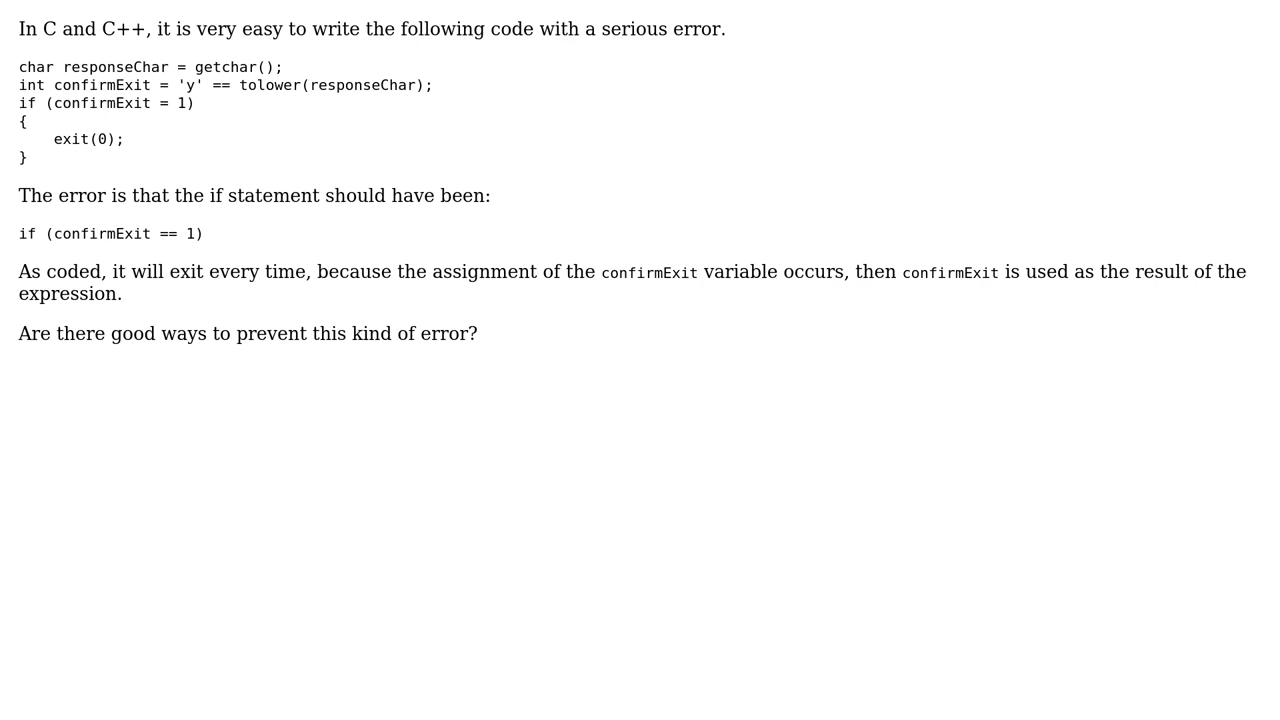 In C and C++, it is very easy to write the following code with a serious error.
char responseChar = getchar();
int confirmExit = 'y' == tolower(responseChar);
if (confirmExit = 1)
{
    exit(0);
}
The error is that the if statement should have been:
if (confirmExit == 1)
As coded, it will exit every time, because the assignment of the confirmExit variable occurs, then confirmExit is used as the result of the
expression.
Are there good ways to prevent this kind of error?